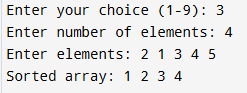 Enter your choice (1-9): 3
Enter number of elements: 4
Enter elements: 2 1 3 4 5
Sorted array: 1 2 3 4